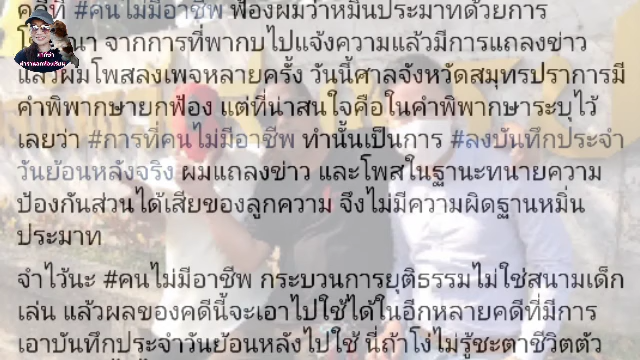 คดีที่ #คนไม่มีอาชีพ ฟ้องผมว่าหมิ่นประมาทด้วยการ
จากการที่พากบไปแจ้งความแล้วมีการแถลงข่าว
แล้วผมโพสลงเพจหลายครั้ง วันนี้ศาลจังหวัดสมุทรปราการมี
คำพิพากษายกฟ้อง แต่ที่น่าสนใจคือในคำพิพากษาระบุไว้
เลยว่า #การที่คนไม่มีอาชีพ ทำนั้นเป็นการ #ลงบันทึกประจำ
วันย้อนหลังจริง ผมแถลงข่าว และโพสในฐานะทนายความ
ป้องกันส่วนได้เสียของลูกความ จึงไม่มีความผิดฐานหมิ่น
ประมาท
จำไว้นะ #คนไม่มีอาชีพ กระบวนการยุติธรรมไม่ใช่สนามเด็ก
เล่น แล้วผลของคดีนี้จะเอาไปใช้ได้ในอีกหลายคดีที่มีการ
เอาบันทึกประจำวันย้อนหลังไปใช้ นี่ถ้าโง่ไม่รู้ชะตาชีวิตตัว